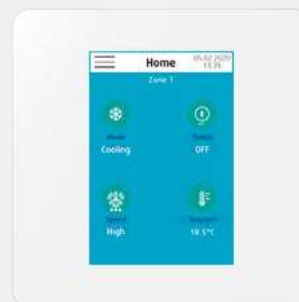 Home
05.02.2020
13:35
Zone 1
Mode
Cooling
Status
OFF
Speed
High
Setpoint
18.5°C